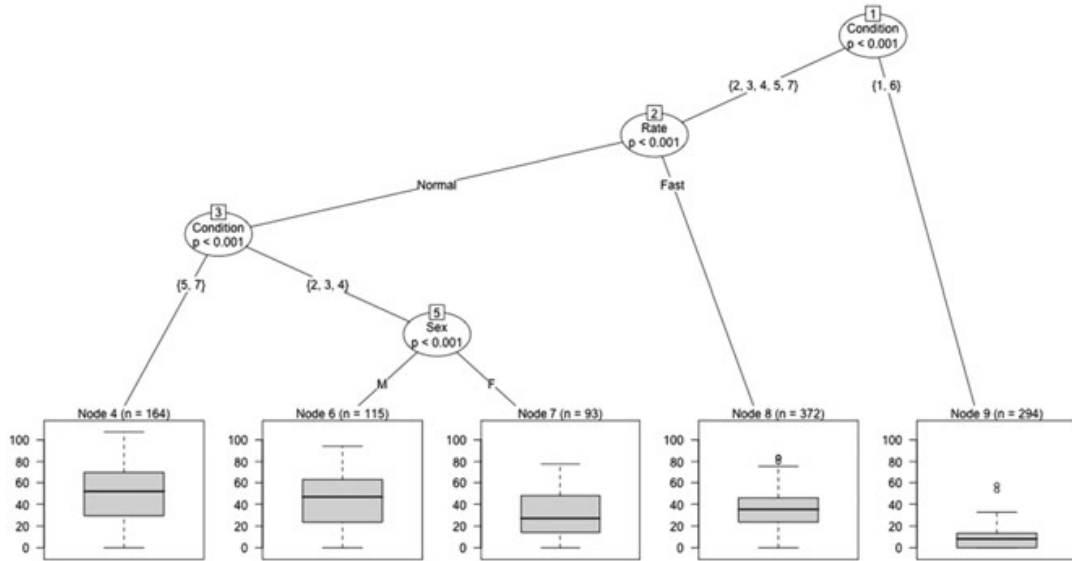 1
Condition
p < 0.001
{2, 3, 4, 5, 7}
{1, 6}
2
Rate
p < 0.001
Normal
Fast
3
Condition
p < 0.001
{5, 7}
{2, 3, 4}
5
Sex
p < 0.001
M
F
Node 4 (n = 164)
100
80
60
40
20
0
Node 6 (n = 115)
100
80
60
40
20
0
Node 7 (n = 93)
100
80
60
40
20
0
Node 8 (n = 372)
100
80
60
40
20
0
Node 9 (n = 294)
100
80
60
40
20
0